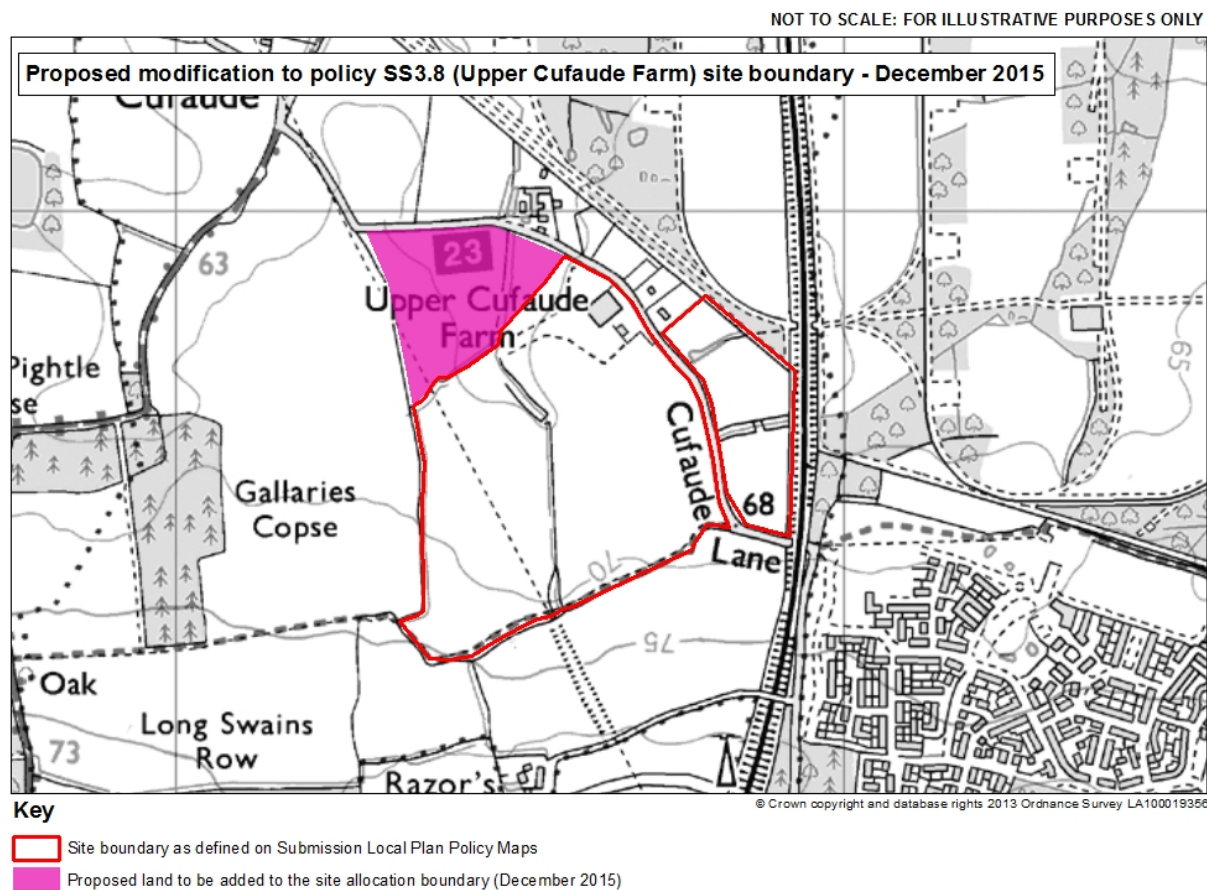 NOT TO SCALE: FOR ILLUSTRATIVE PURPOSES ONLY
Proposed modification to policy SS3.8 (Upper Cufaude Farm) site boundary - December 2015
Cufaude
23
63
Upper Cufaude
Farm
65
Pightle
se
Cufaude
Gallaries
Copse
68
Lane
70
75
Oak
Long Swains
Row
73
Razor's
Key
© Crown copyright and database rights 2013 Ordnance Survey LA100019356
Site boundary as defined on Submission Local Plan Policy Maps
Proposed land to be added to the site allocation boundary (December 2015)